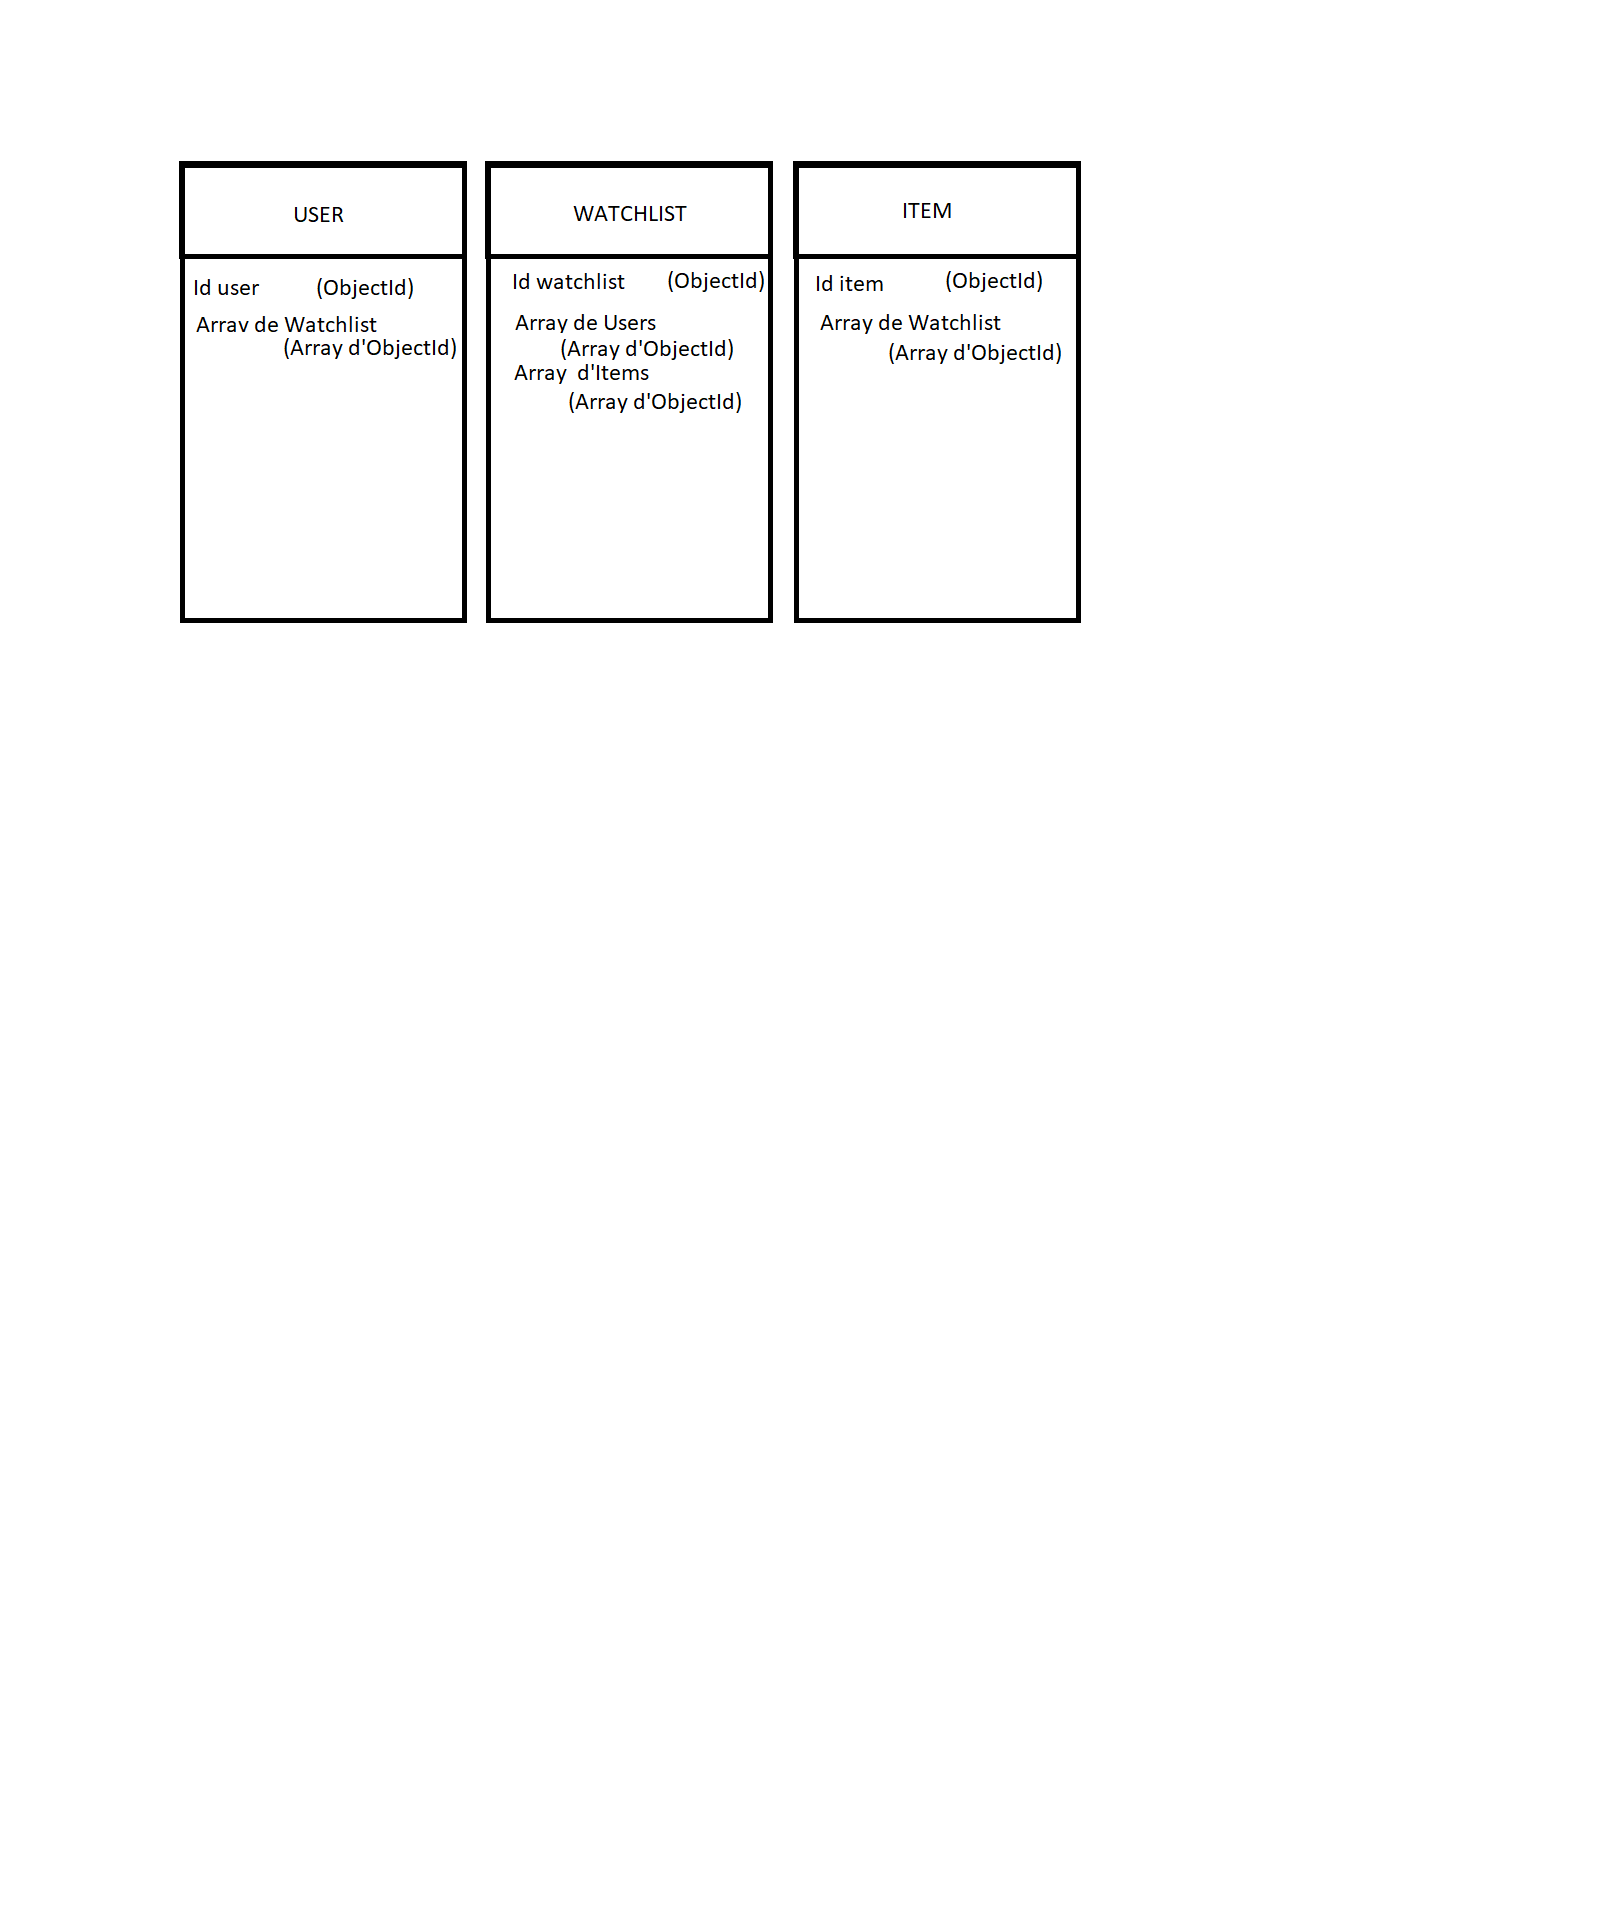 USER
Id user (ObjectId)
Array de Watchlist
(Array d'ObjectId)
WATCHLIST
Id watchlist (ObjectId)
Array de Users
(Array d'ObjectId)
Array d'Items
(Array d'ObjectId)
ITEM
Id item (ObjectId)
Array de Watchlist
(Array d'ObjectId)